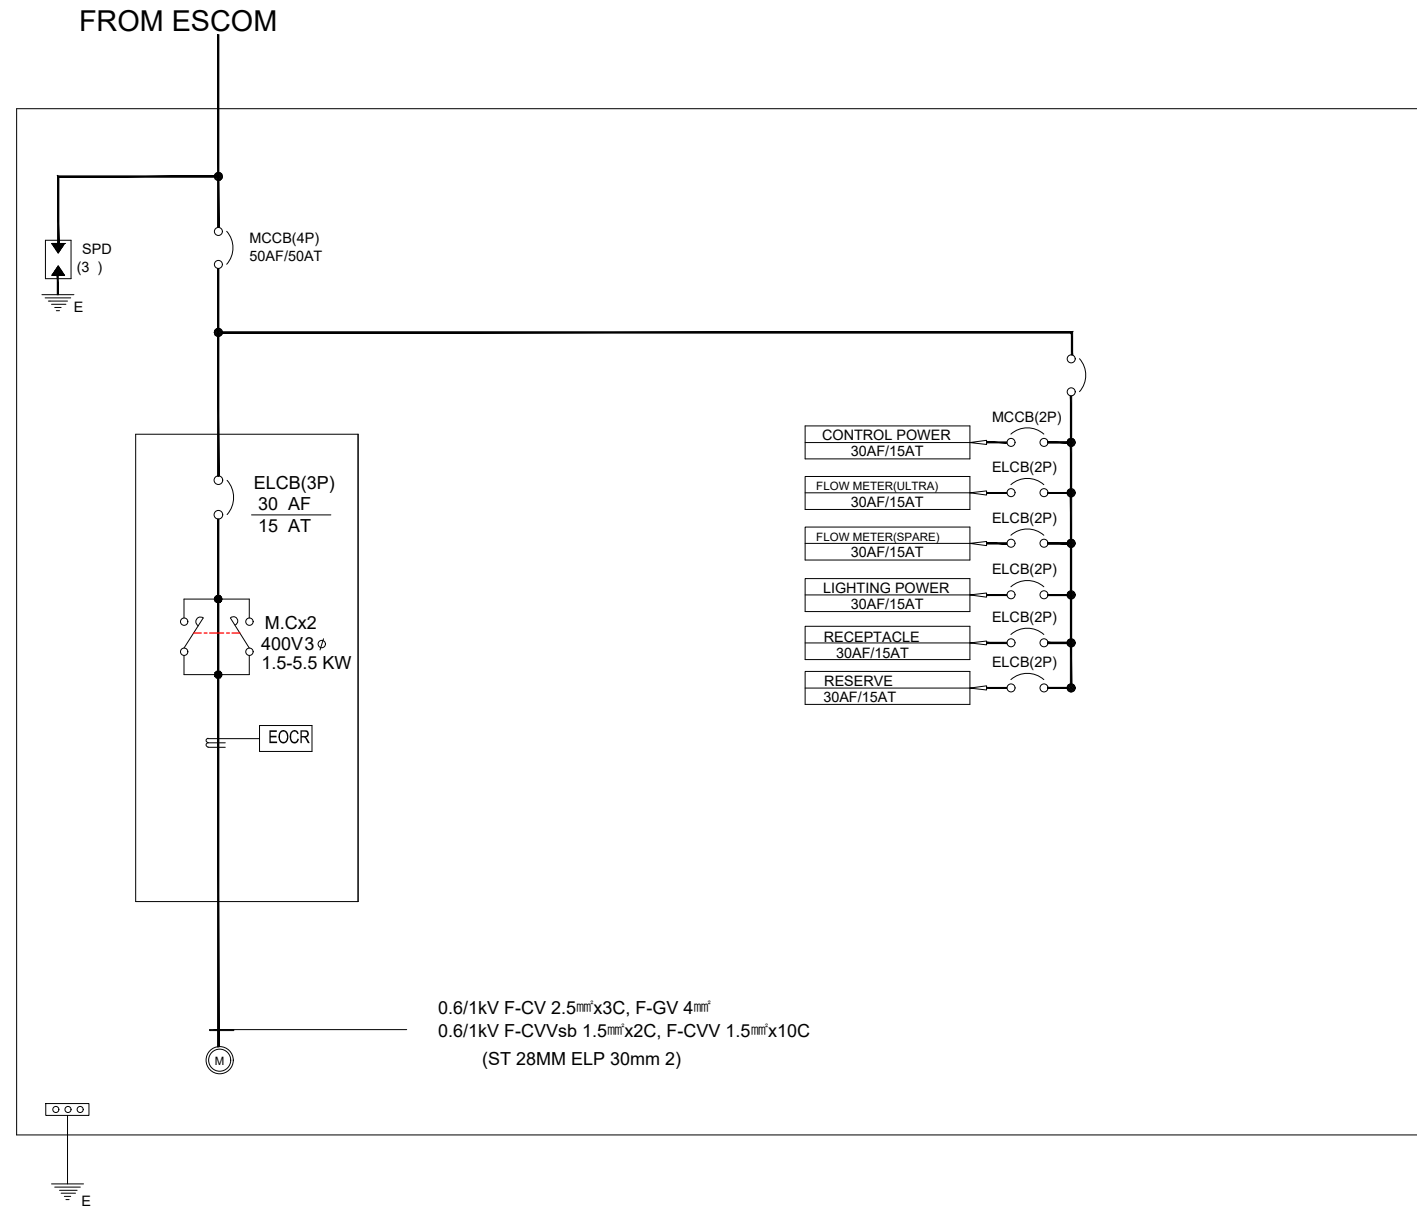 FROM ESCOM
MCCB(4P)
50AF/50AT
SPD
(3 )
E
MCCB(2P)
CONTROL POWER
30AF/15AT
ELCB(2P)
FLOW METER(ULTRA)
30AF/15AT
ELCB(2P)
FLOW METER(SPARE)
30AF/15AT
ELCB(2P)
LIGHTING POWER
30AF/15AT
ELCB(2P)
RECEPTACLE
30AF/15AT
ELCB(2P)
RESERVE
30AF/15AT
ELCB(3P)
30 AF
15 AT
M.Cx2
400V3⌀
1.5-5.5 KW
EOCR
0.6/1kV F-CV 2.5㎟x3C, F-GV 4㎟
0.6/1kV F-CVVsb 1.5㎟x2C, F-CVV 1.5㎟x10C
(ST 28MM ELP 30mm 2)
M
E